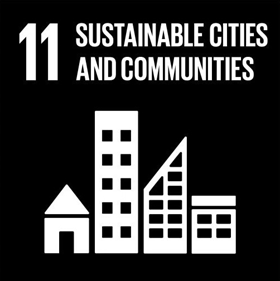 11 SUSTAINABLE CITIES
AND COMMUNITIES